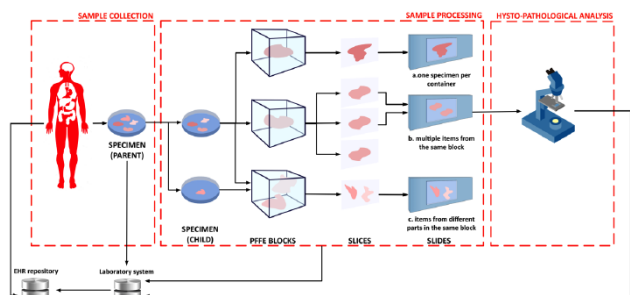 SAMPLE COLLECTION
SAMPLE PROCESSING
HYSTO-PATHOLOGICAL ANALYSIS
a.one specimen per
container
SPECIMEN
(PARENT)
b. multiple items from
the same block
SPECIMEN
(CHILD)
PFFE BLOCKS
SLICES
SLIDES
c. items from different
parts in the same block
EHR repository
Laboratory system